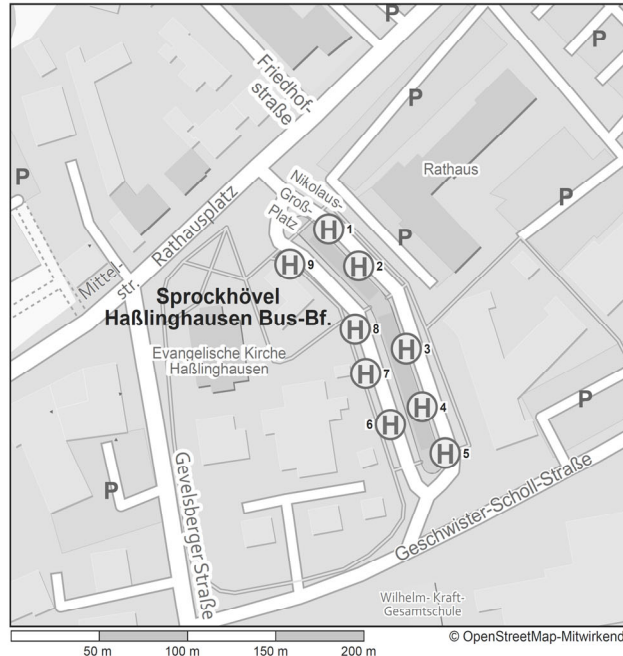 P
P
P
Friedhof-
straße
P
Rathaus
Nikolaus-
Groß-
Platz
P
P
Rathausplatz
Mittel-
str.
H 1
H 2
H 9
P
Sprockhövel
Haßlinghausen Bus-Bf.
Evangelische Kirche
Haßlinghausen
H 8
H 3
H 7
H 4
6 H
H 5
P
P
Gevelsberger Straße
Geschwister-Scholl-Straße
Wilhelm- Kraft-
Gesamtschule
50 m 100 m 150 m 200 m
© OpenStreetMap-Mitwirkend